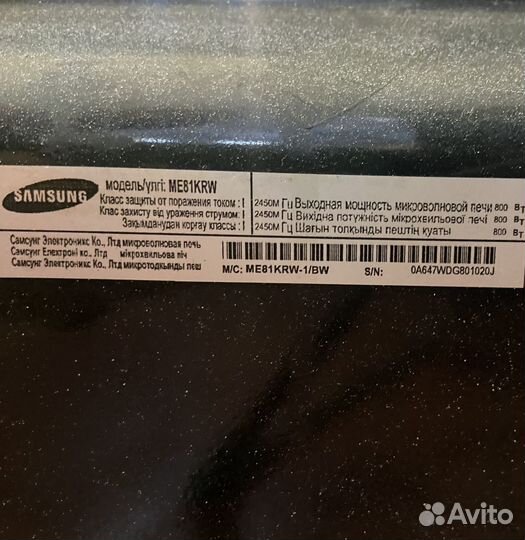 SAMSUNG
модель/үлгі: ME81KRW
Класс защиты от поражения током : I
Клас захисту від ураження струмом: I
Зақымданудан қорғау классы : I
2450М Гц Выходная мощность микроволновой печи 800 Вт
2450М Гц Вихідна потужність мікрохвильової печі 800 Вт
2450М Гц Шағын толқынды пештің қуаты 800 Вт
Самсунг Электроникс Ко., Лтд микроволновая печь
Самсунг Електронікс Ко., Лтд мікрохвильова піч
Самсунг Электроникс Ко., Лтд микротолқынды пеш
M/C: ME81KRW-1/BW S/N: 0A647WDG801020J
Avito